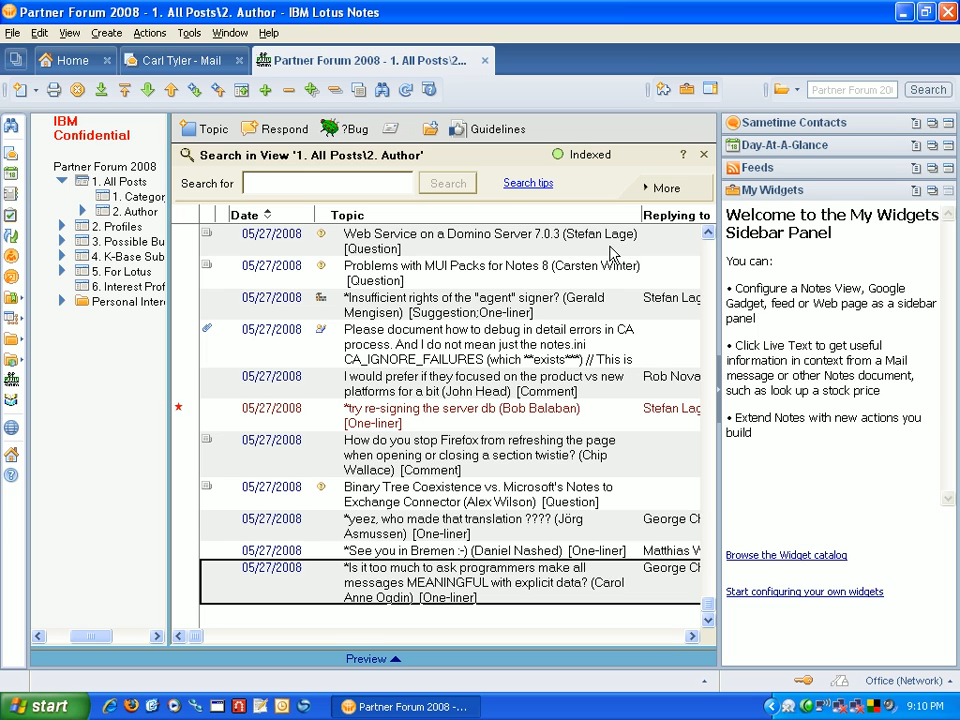 Partner Forum 2008 - 1. All Posts\2. Author - IBM Lotus Notes
File Edit View Create Actions Tools Window Help
Home
Carl Tyler - Mail
Partner Forum 2008 - 1. All Posts\2...
Partner Forum 20
Search
IBM
Confidential
Partner Forum 2008
1. All Posts
1. Categor
2. Author
2. Profiles
3. Possible Bu
4. K-Base Sub
5. For Lotus
6. Interest Prof
Personal Inter
Topic Respond ?Bug Guidelines
Search in View '1. All Posts\2. Author' Indexed ?
Search for Search Search tips More
Date Topic Replying to
05/27/2008 Web Service on a Domino Server 7.0.3 (Stefan Lage)
[Question]
05/27/2008 Problems with MUI Packs for Notes 8 (Carsten Winter)
[Question]
05/27/2008 *Insufficient rights of the "agent" signer? (Gerald Stefan Lag
Mengisen) [Suggestion;One-liner]
05/27/2008 Please document how to debug in detail errors in CA
process. And I do not mean just the notes.ini
CA_IGNORE_FAILURES (which **exists***) // This is
05/27/2008 I would prefer if they focused on the product vs new Rob Nova
platforms for a bit (John Head) [Comment]
05/27/2008 *try re-signing the server db (Bob Balaban) Stefan Lag
[One-liner]
05/27/2008 How do you stop Firefox from refreshing the page
when opening or closing a section twistie? (Chip
Wallace) [Comment]
05/27/2008 Binary Tree Coexistence vs. Microsoft's Notes to
Exchange Connector (Alex Wilson) [Question]
05/27/2008 *yeez, who made that translation ???? (Jörg George Ch
Asmussen) [One-liner]
05/27/2008 *See you in Bremen :-) (Daniel Nashed) [One-liner] Matthias W
05/27/2008 *Is it too much to ask programmers make all George Ch
messages MEANINGFUL with explicit data? (Carol
Anne Ogdin) [One-liner]
Preview
Sametime Contacts
Day-At-A-Glance
Feeds
My Widgets
Welcome to the My Widgets
Sidebar Panel
You can:
• Configure a Notes View, Google
Gadget, feed or Web page as a sidebar
panel
• Click Live Text to get useful
information in context from a Mail
message or other Notes document,
such as look up a stock price
• Extend Notes with new actions you
build
Browse the Widget catalog
Start configuring your own widgets
Office (Network)
start
Partner Forum 2008 -...
9:10 PM